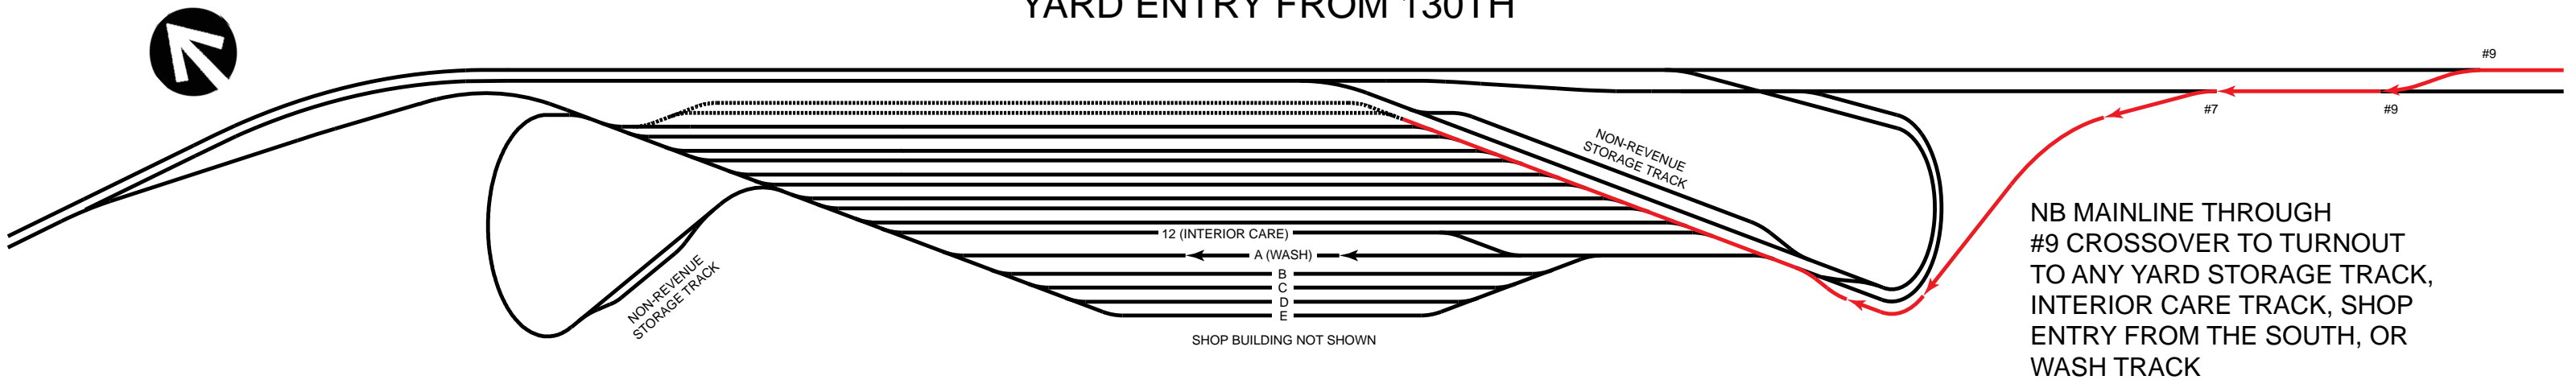 YARD ENTRY FROM 130TH
#9
#7
#9
NON-REVENUE
STORAGE TRACK
12 (INTERIOR CARE)
A (WASH)
B
C
D
E
NON-REVENUE
STORAGE TRACK
SHOP BUILDING NOT SHOWN
NB MAINLINE THROUGH
#9 CROSSOVER TO TURNOUT
TO ANY YARD STORAGE TRACK,
INTERIOR CARE TRACK, SHOP
ENTRY FROM THE SOUTH, OR
WASH TRACK